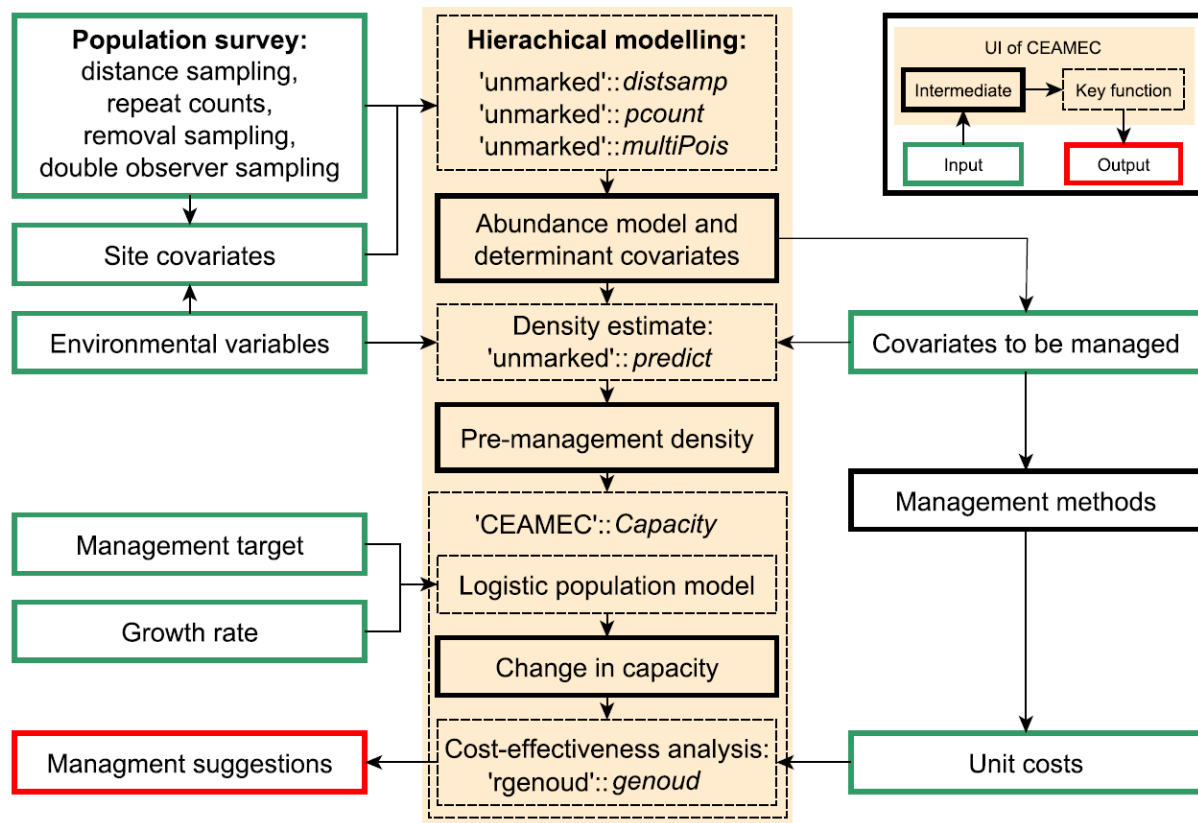 Population survey:
distance sampling,
repeat counts,
removal sampling,
double observer sampling
Site covariates
Environmental variables
Management target
Growth rate
Managment suggestions
Hierachical modelling:
'unmarked'::distsamp
'unmarked'::pcount
'unmarked'::multiPois
Abundance model and
determinant covariates
Density estimate:
'unmarked'::predict
Pre-management density
'CEAMEC'::Capacity
Logistic population model
Change in capacity
Cost-effectiveness analysis:
'rgenoud'::genoud
UI of CEAMEC
Intermediate
Key function
Input
Output
Covariates to be managed
Management methods
Unit costs